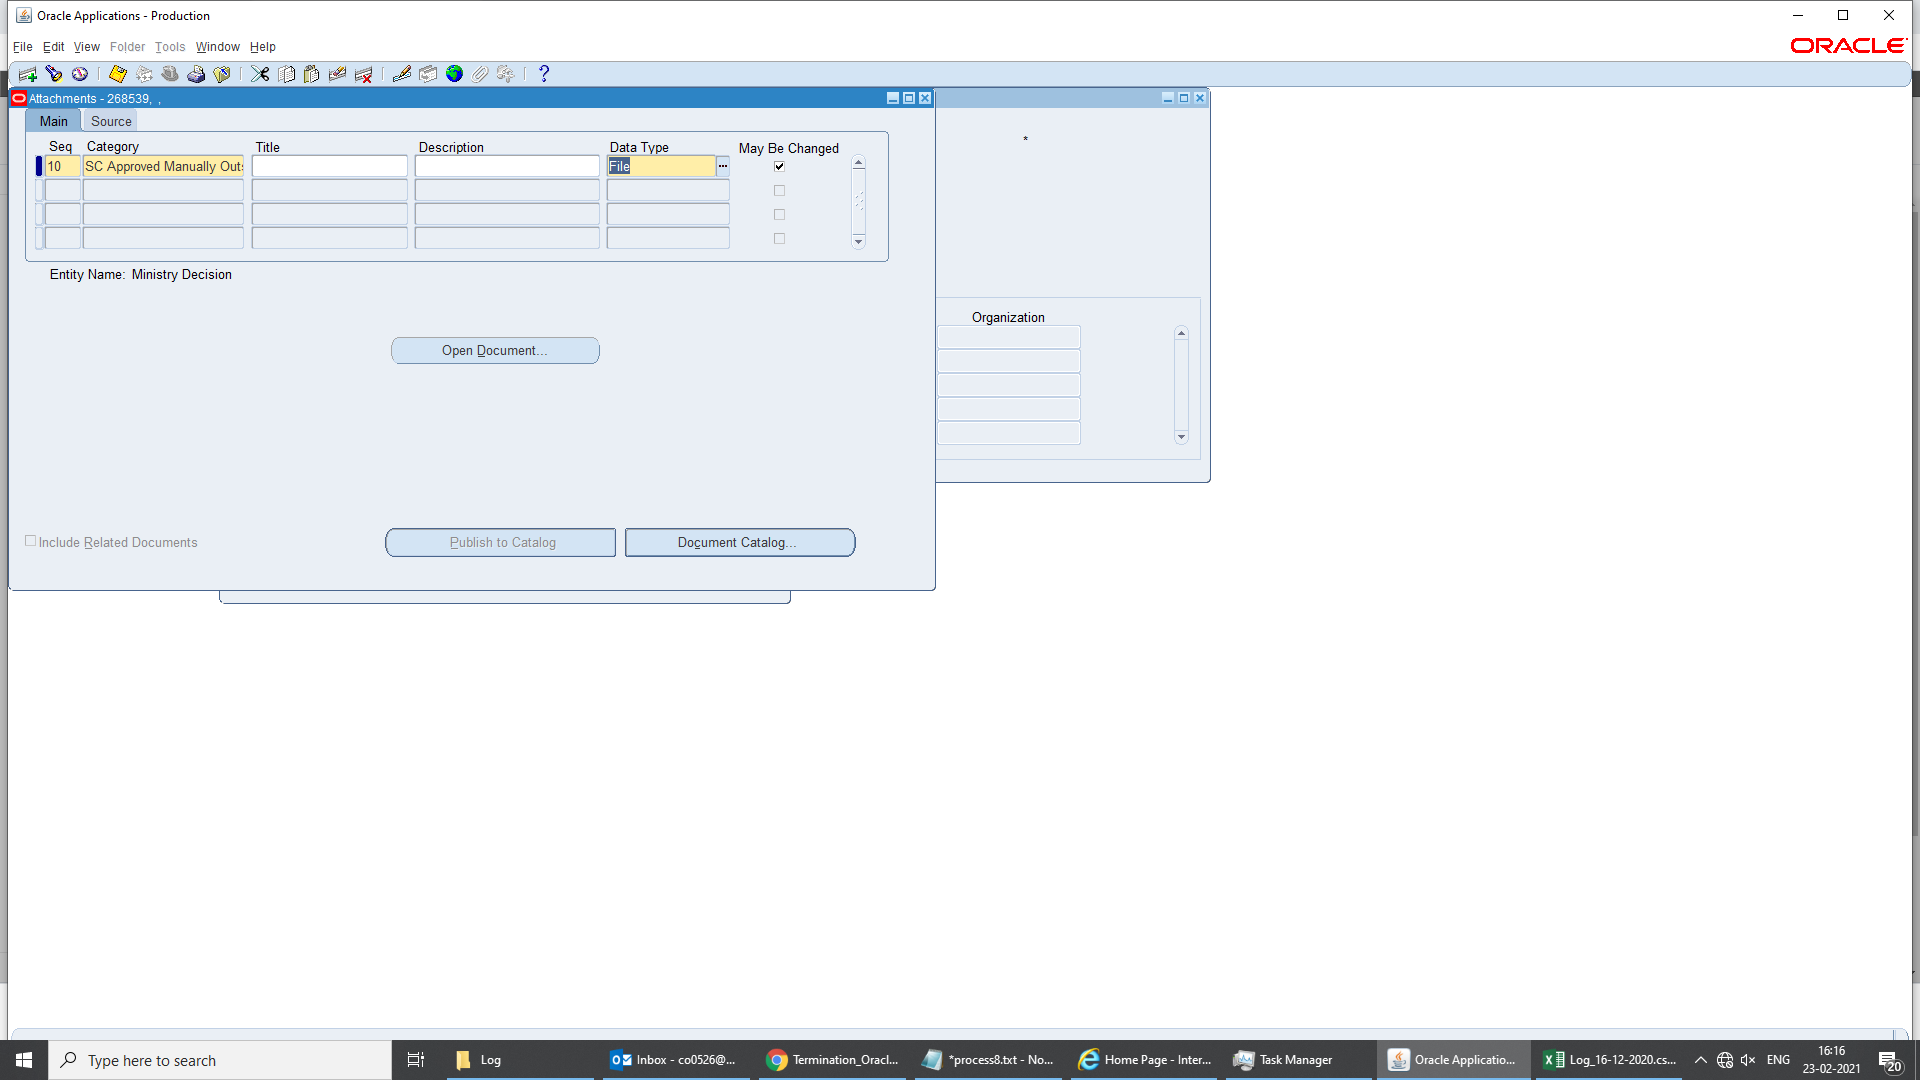 Oracle Applications - Production
File Edit View Folder Tools Window Help
ORACLE
Attachments - 268539, ,
Main Source
*
Seq Category Title Description Data Type May Be Changed
10 SC Approved Manually Outs File ...
Entity Name: Ministry Decision
Organization
Open Document...
Include Related Documents Publish to Catalog Document Catalog...
Type here to search Log Inbox - co0526@... Termination_Oracl... *process8.txt - No... Home Page - Inter... Task Manager Oracle Applicatio... Log_16-12-2020.cs... ENG 16:16
23-02-2021 20